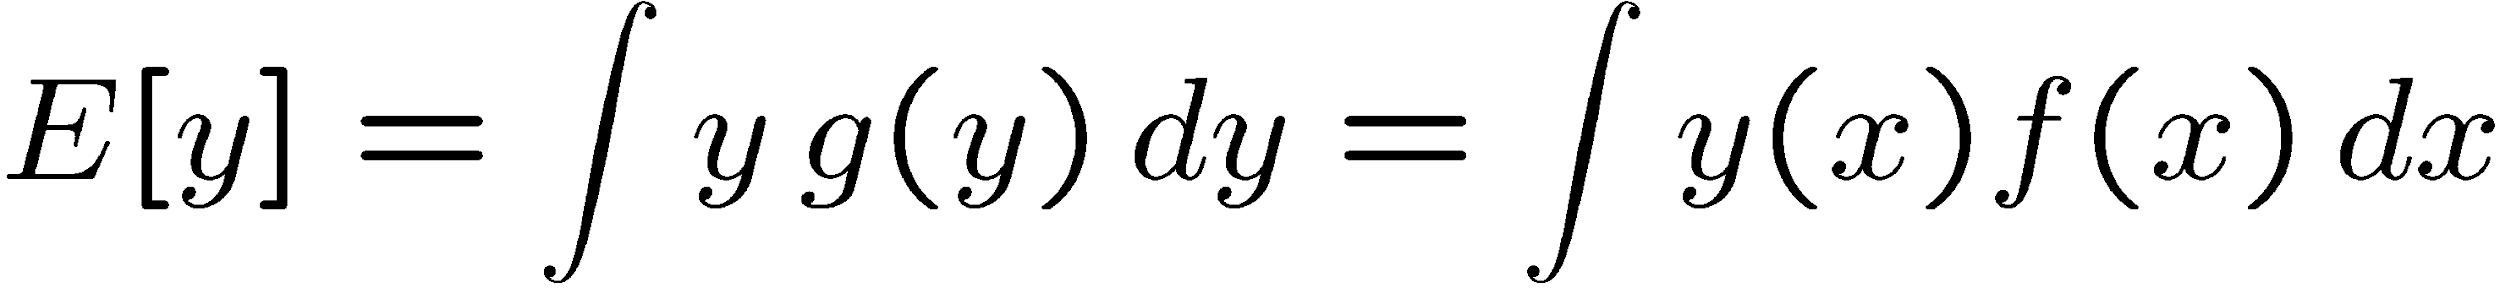 E[y] = ∫ y g(y) dy = ∫ y(x) f(x) dx